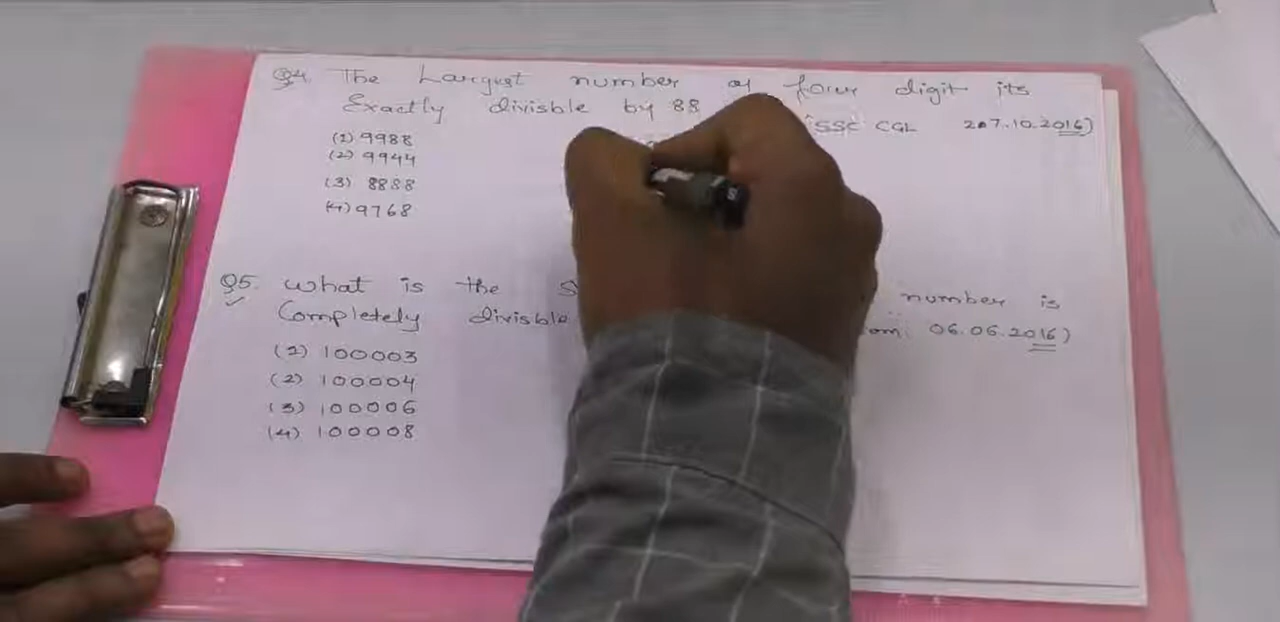 Q4. The Largest number of four digit its
Exactly divisble by 88 (SSC CGL 27.10.2016)
(1) 9988
(2) 9944
(3) 8888
(4) 9768
Q5. What is the number is
Completely divisble 06.06.2016)
(1) 100003
(2) 100004
(3) 100006
(4) 100008